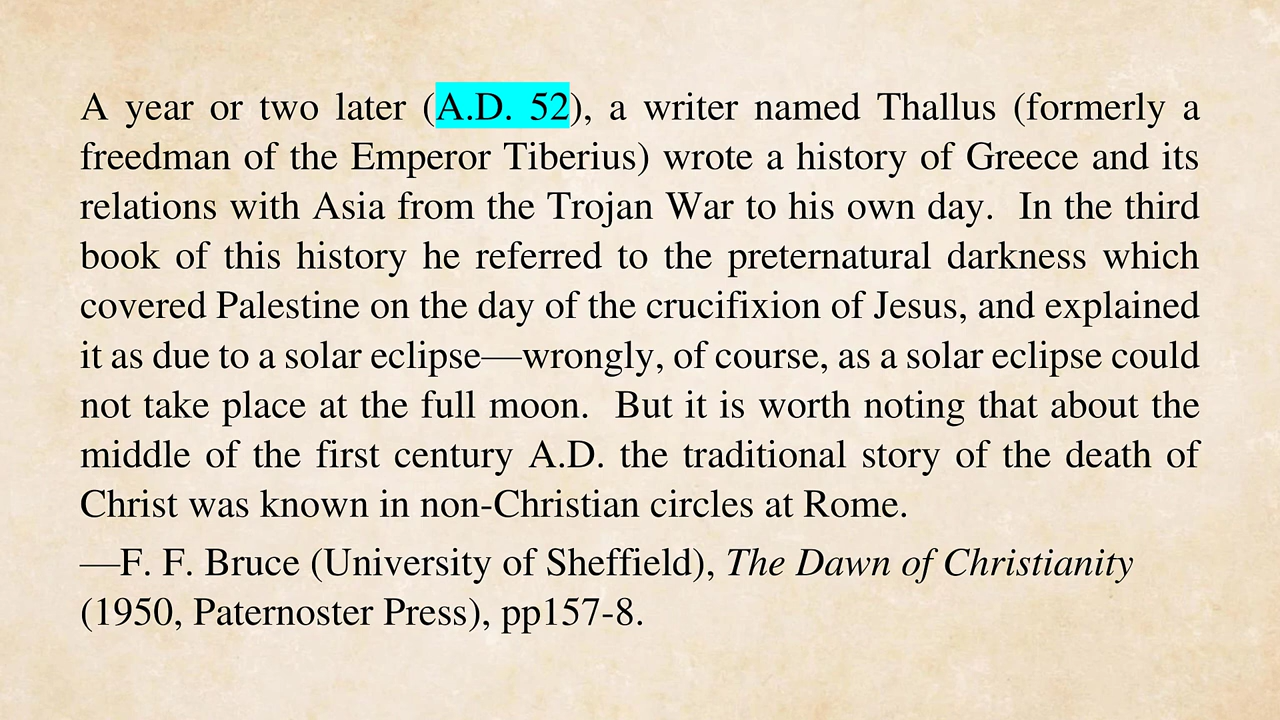 A year or two later (A.D. 52), a writer named Thallus (formerly a
freedman of the Emperor Tiberius) wrote a history of Greece and its
relations with Asia from the Trojan War to his own day. In the third
book of this history he referred to the preternatural darkness which
covered Palestine on the day of the crucifixion of Jesus, and explained
it as due to a solar eclipse—wrongly, of course, as a solar eclipse could
not take place at the full moon. But it is worth noting that about the
middle of the first century A.D. the traditional story of the death of
Christ was known in non-Christian circles at Rome.
—F. F. Bruce (University of Sheffield), The Dawn of Christianity
(1950, Paternoster Press), pp157-8.